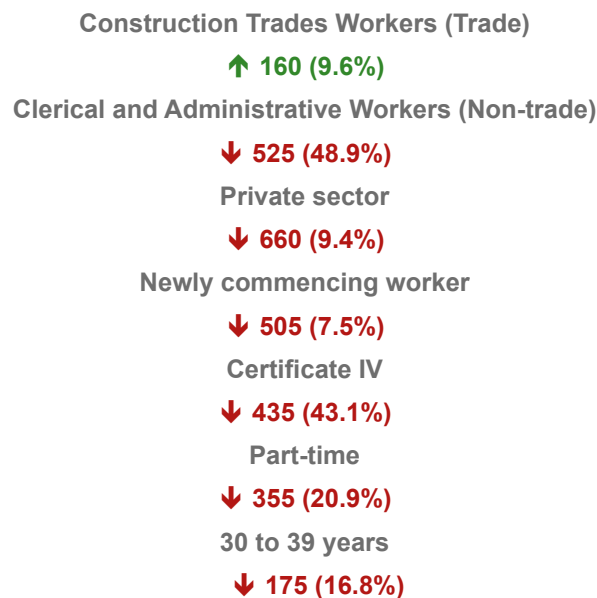 Construction Trades Workers (Trade)
↑ 160 (9.6%)
Clerical and Administrative Workers (Non-trade)
↓ 525 (48.9%)
Private sector
↓ 660 (9.4%)
Newly commencing worker
↓ 505 (7.5%)
Certificate IV
↓ 435 (43.1%)
Part-time
↓ 355 (20.9%)
30 to 39 years
↓ 175 (16.8%)